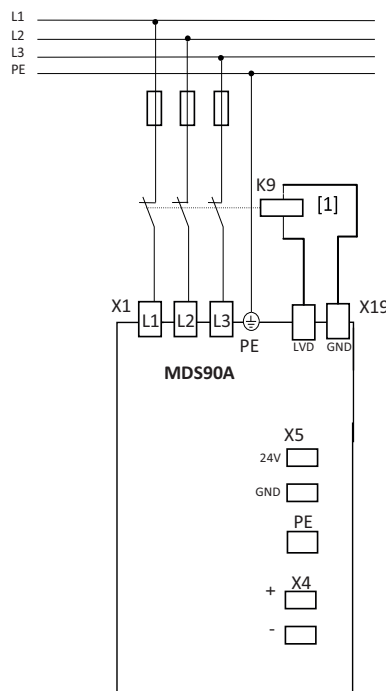 L1
L2
L3
PE
K9
[1]
X1
L1 L2 L3
X19
PE
LVD GND
MDS90A
X5
24V
GND
PE
X4
+
-